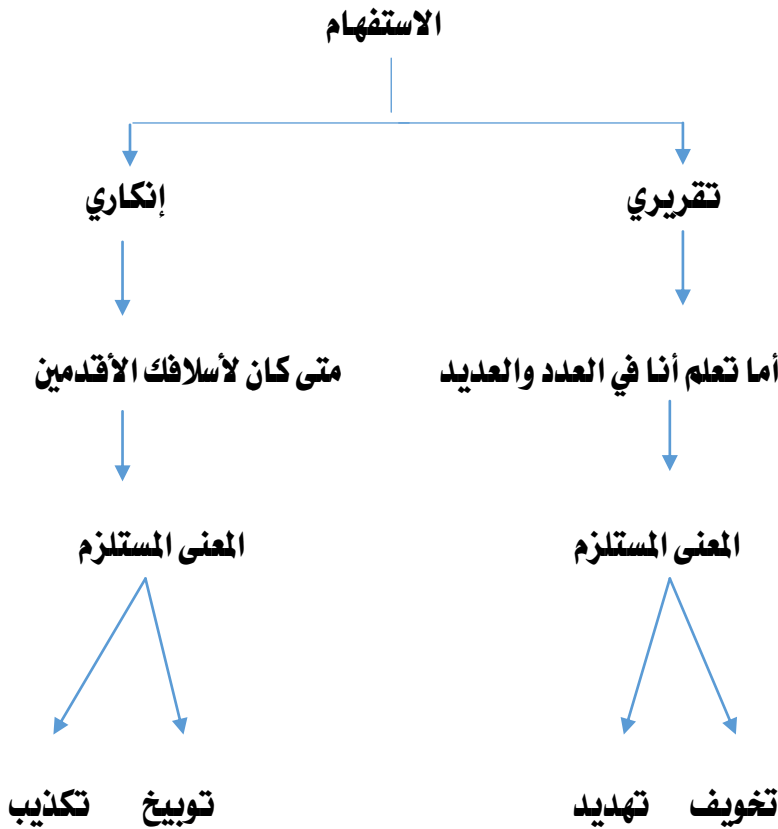 الاستفهام
تقريري
إنكاري
أما تعلم أنا في العدد والعديد
متى كان لأسلافك الأقدمين
المعنى المستلزم
المعنى المستلزم
تخويف
تهديد
توبيخ
تكذيب